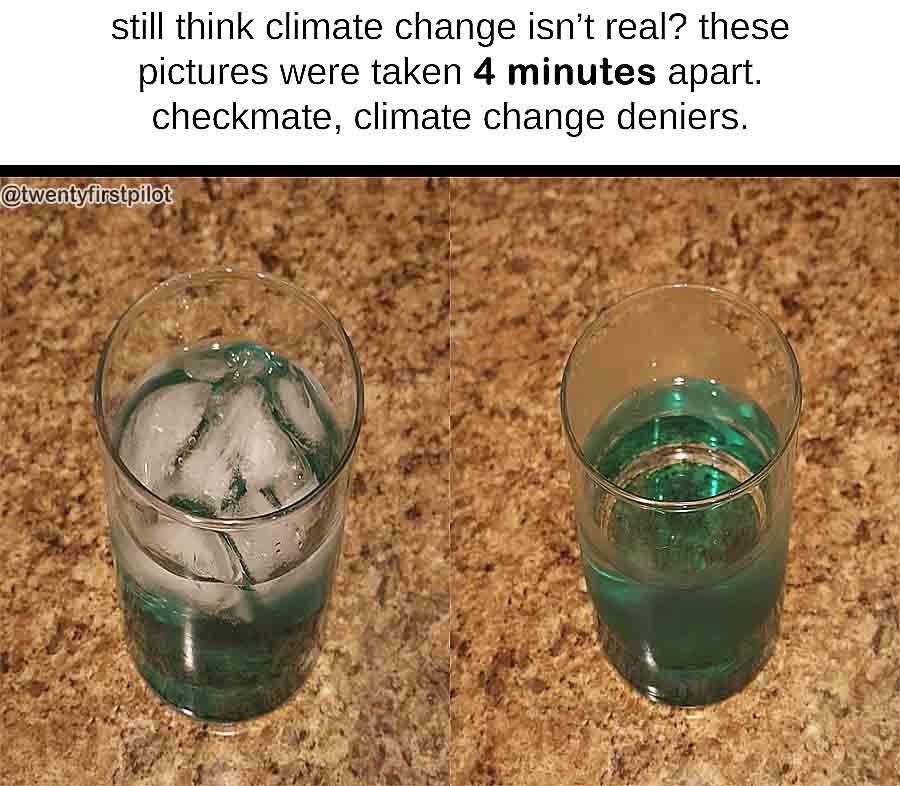 still think climate change isn’t real? these
pictures were taken 4 minutes apart.
checkmate, climate change deniers.
@twentyfirstpilot